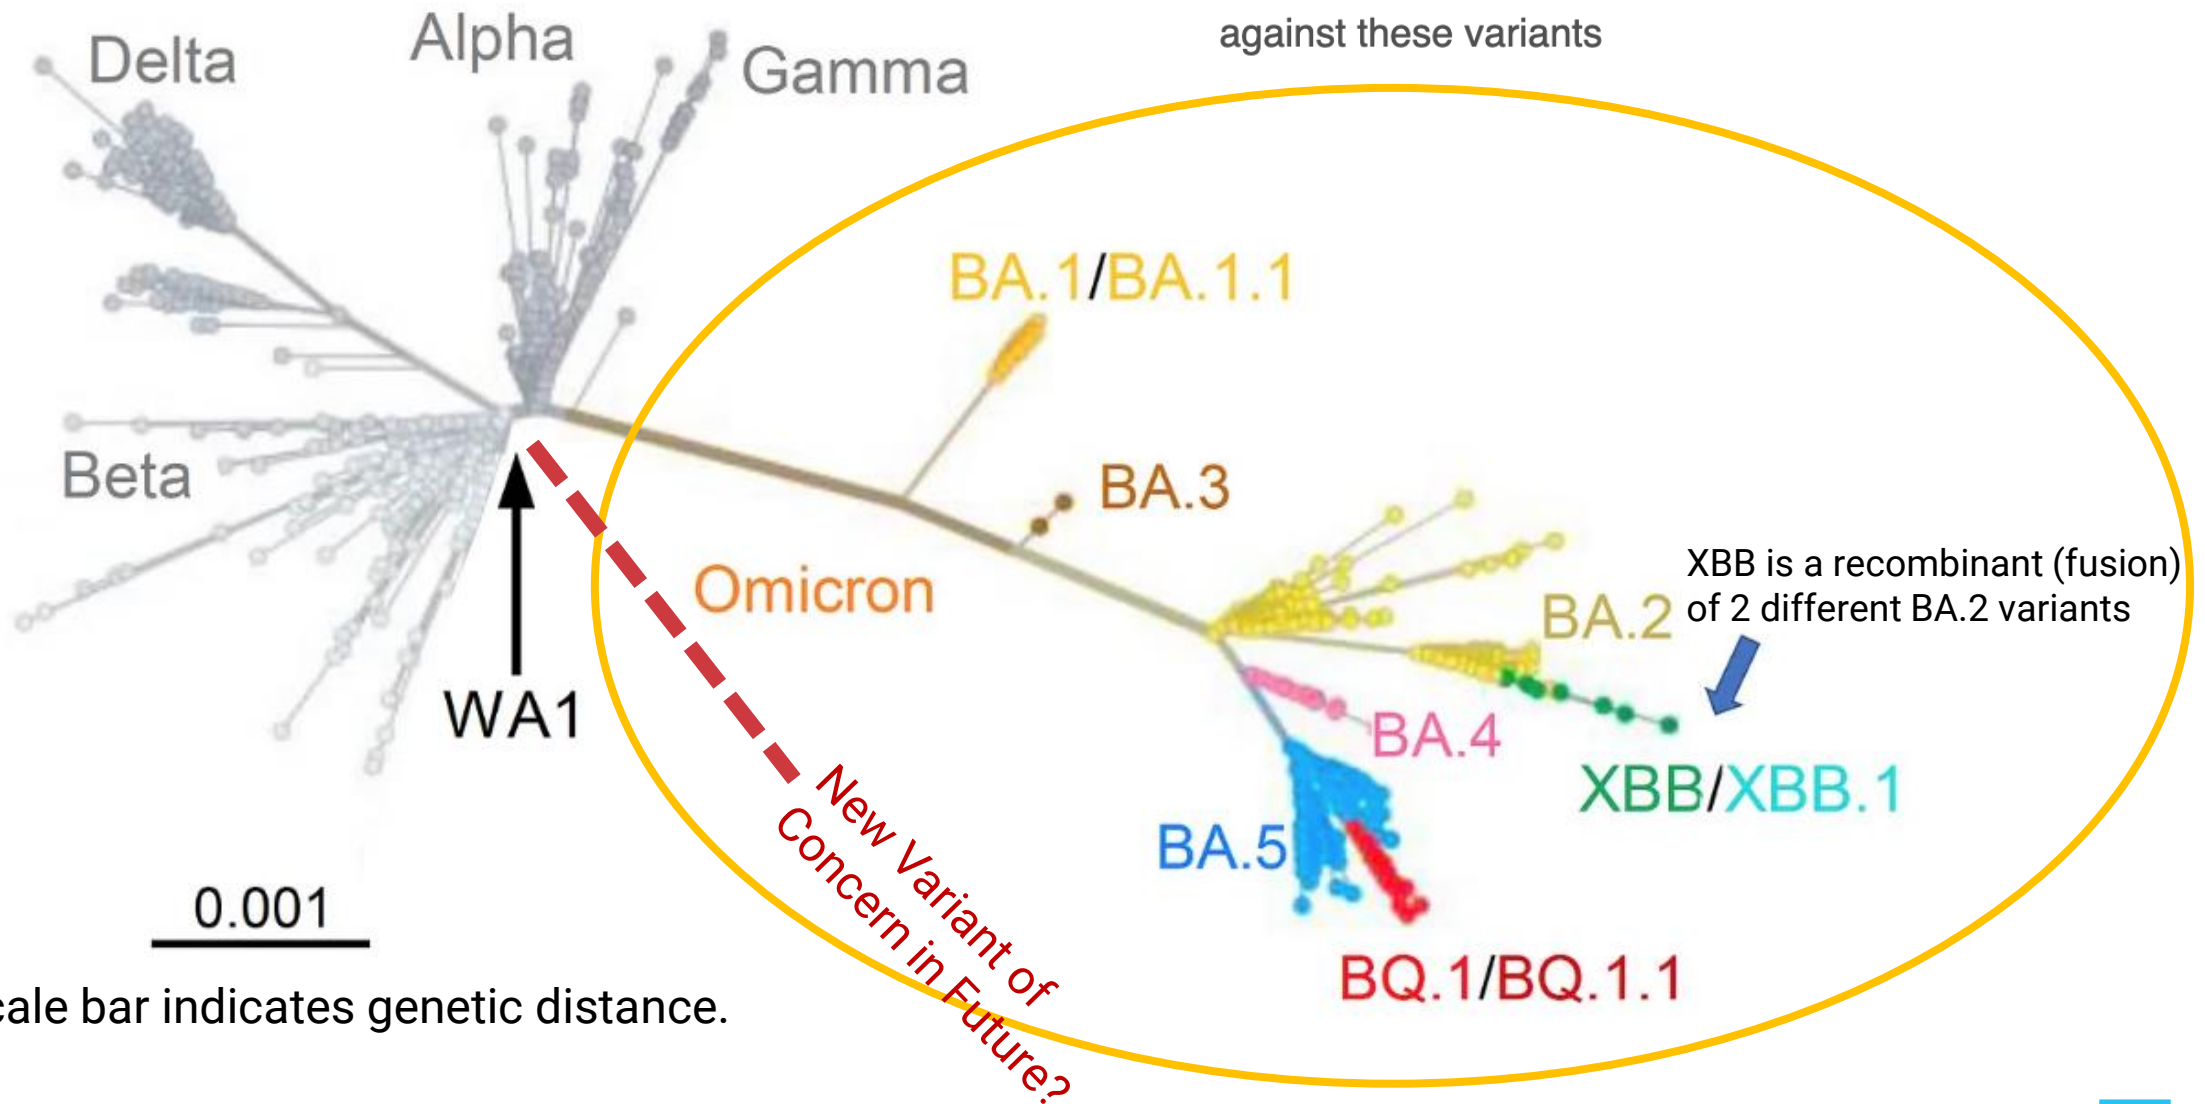 against these variants
Delta
Alpha
Gamma
BA.1/BA.1.1
BA.3
Beta
Omicron
XBB is a recombinant (fusion)
of 2 different BA.2 variants
BA.2
WA1
BA.4
XBB/XBB.1
BA.5
New Variant of
Concern in Future?
0.001
BQ.1/BQ.1.1
cale bar indicates genetic distance.